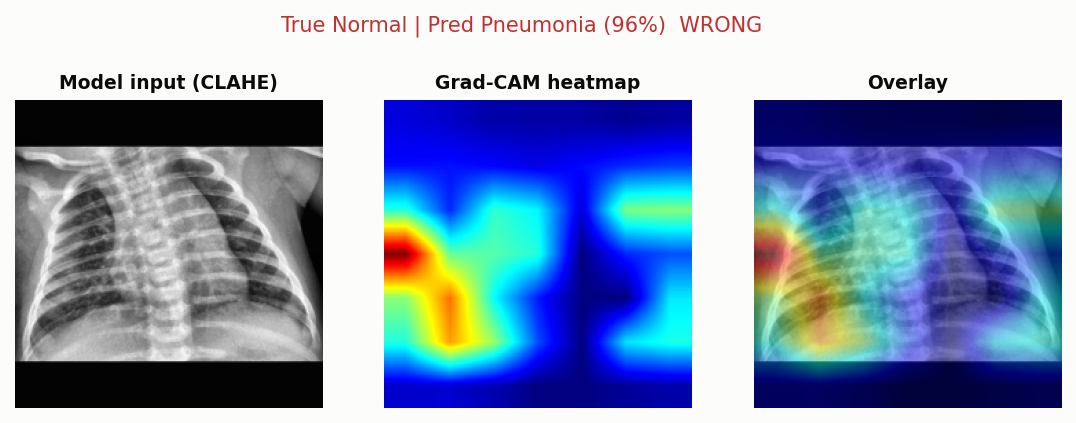 True Normal | Pred Pneumonia (96%)  WRONG
Model input (CLAHE)
Grad-CAM heatmap
Overlay